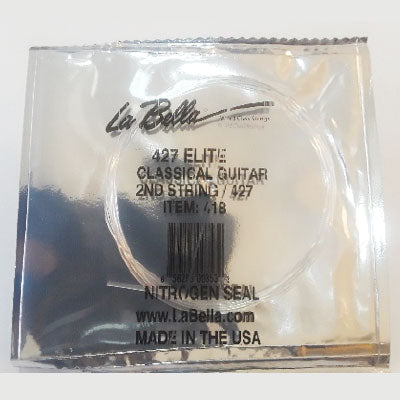 La Bella
427 ELITE
CLASSICAL GUITAR
2ND STRING / 427
ITEM: 418
NITROGEN SEAL
www.LaBella.com
MADE IN THE USA